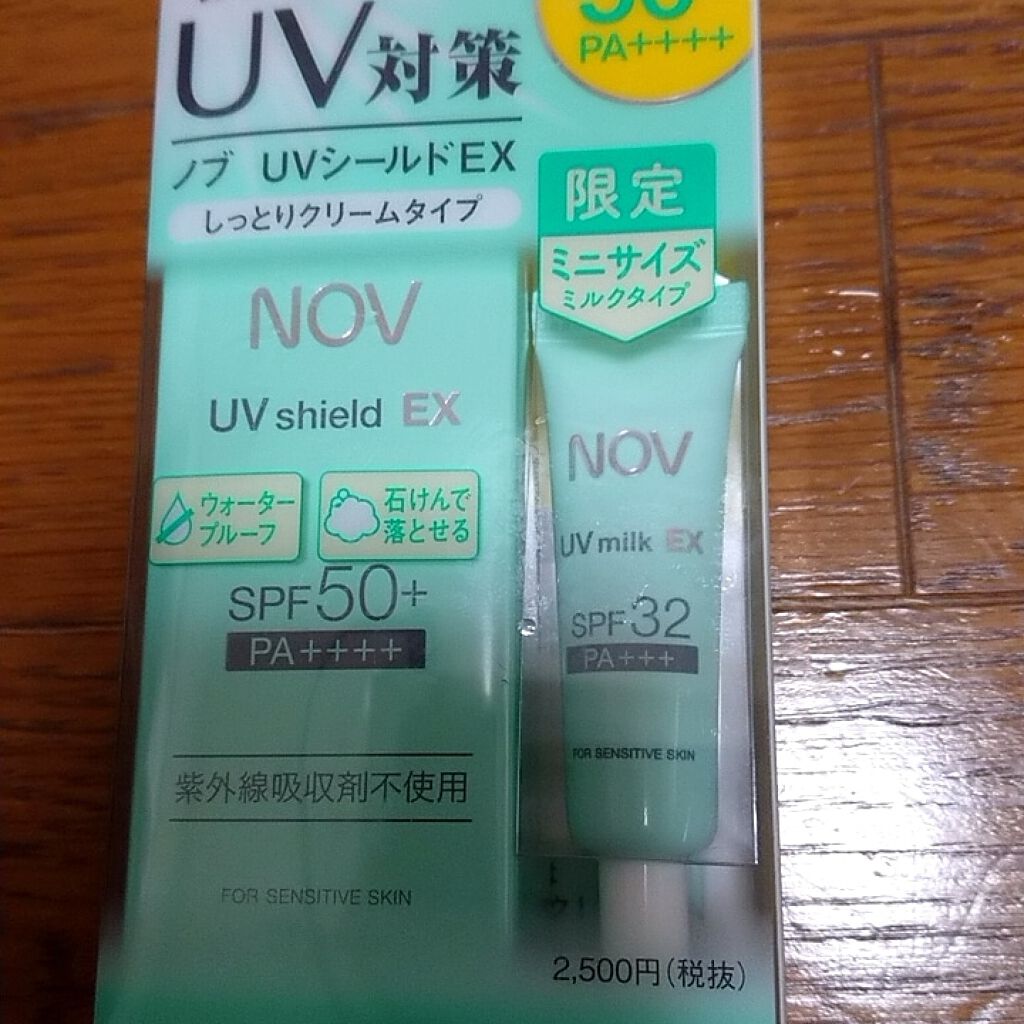 UV対策
ノブ UVシールドEX
しっとりクリームタイプ
50
PA++++
限定
ミニサイズ
ミルクタイプ
NOV
UV shield EX
ウォーター
プルーフ
石けんで
落とせる
SPF50+
PA++++
紫外線吸収剤不使用
FOR SENSITIVE SKIN
NOV
UV milk EX
SPF32
PA+++
FOR SENSITIVE SKIN
2,500円(税抜)